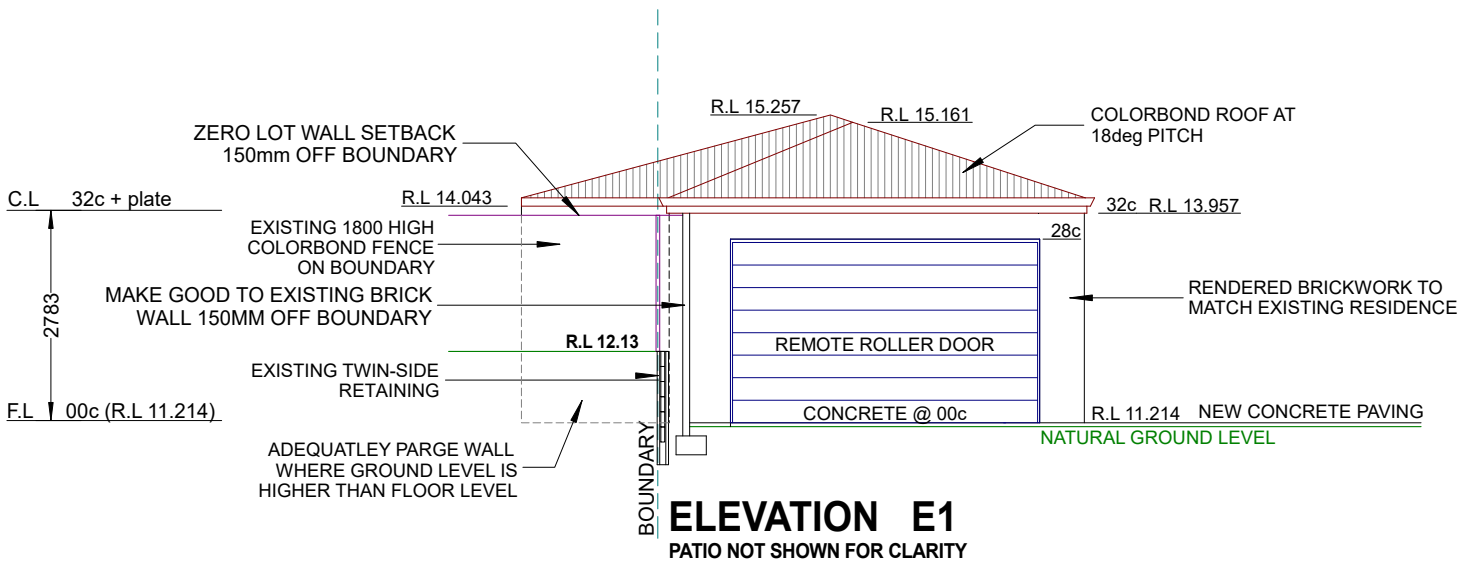 R.L 15.257
R.L 15.161
COLORBOND ROOF AT
18deg PITCH
ZERO LOT WALL SETBACK
150mm OFF BOUNDARY
C.L 32c + plate
R.L 14.043
32c R.L 13.957
EXISTING 1800 HIGH
COLORBOND FENCE
ON BOUNDARY
28c
2783
MAKE GOOD TO EXISTING BRICK
WALL 150MM OFF BOUNDARY
RENDERED BRICKWORK TO
MATCH EXISTING RESIDENCE
R.L 12.13
REMOTE ROLLER DOOR
EXISTING TWIN-SIDE
RETAINING
F.L 00c (R.L 11.214)
CONCRETE @ 00c
R.L 11.214 NEW CONCRETE PAVING
NATURAL GROUND LEVEL
ADEQUATLEY PARGE WALL
WHERE GROUND LEVEL IS
HIGHER THAN FLOOR LEVEL
BOUNDARY
ELEVATION E1
PATIO NOT SHOWN FOR CLARITY